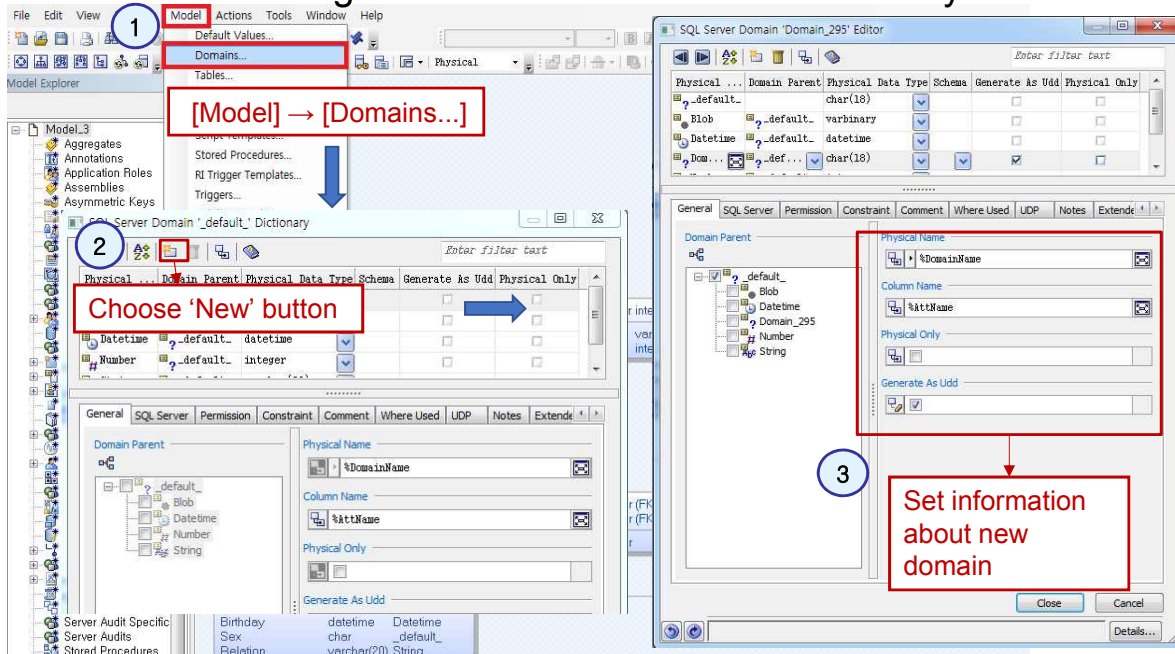 File Edit View Model Actions Tools Window Help
1
Default Values...
Domains...
Tables...
Physical
Model Explorer
[Model] → [Domains...]
Stored Procedures...
RI Trigger Templates...
Triggers...
Model_3
Aggregates
Annotations
Application Roles
Assemblies
Asymmetric Keys
SQL Server Domain '_default_' Dictionary
2
Enter filter text
Physical ... Domain Parent Physical Data Type Schema Generate As Udd Physical Only
Choose 'New' button
Datetime _default_ datetime
Number _default_ integer
General SQL Server Permission Constraint Comment Where Used UDP Notes Extende
Domain Parent
_default_
Blob
Datetime
Number
String
Physical Name
%DomainName
Column Name
%AttName
Physical Only
Generate As Udd
Server Audit Specific
Server Audits
Stored Procedures
Birthday datetime Datetime
Sex char _default_
Relation varchar(20) String
SQL Server Domain 'Domain_295' Editor
Enter filter text
Physical ... Domain Parent Physical Data Type Schema Generate As Udd Physical Only
_default_ char(18)
Blob _default_ varbinary
Datetime _default_ datetime
Dom... _def... char(18)
General SQL Server Permission Constraint Comment Where Used UDP Notes Extende
Domain Parent
_default_
Blob
Datetime
Domain_295
Number
String
Physical Name
%DomainName
Column Name
%AttName
Physical Only
Generate As Udd
3
Set information
about new
domain
Close Cancel
Details...